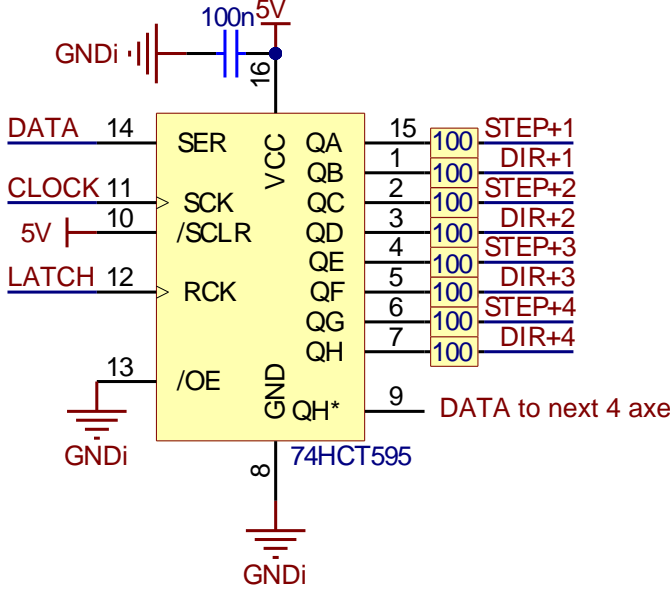 100n 5V
GNDi
16
DATA 14 SER VCC QA 15 100 STEP+1
QB 1 100 DIR+1
CLOCK 11 SCK QC 2 100 STEP+2
5V 10 /SCLR QD 3 100 DIR+2
QE 4 100 STEP+3
LATCH 12 RCK QF 5 100 DIR+3
QG 6 100 STEP+4
QH 7 100 DIR+4
13 /OE GND QH* 9 DATA to next 4 axe
GNDi 8 74HCT595
GNDi